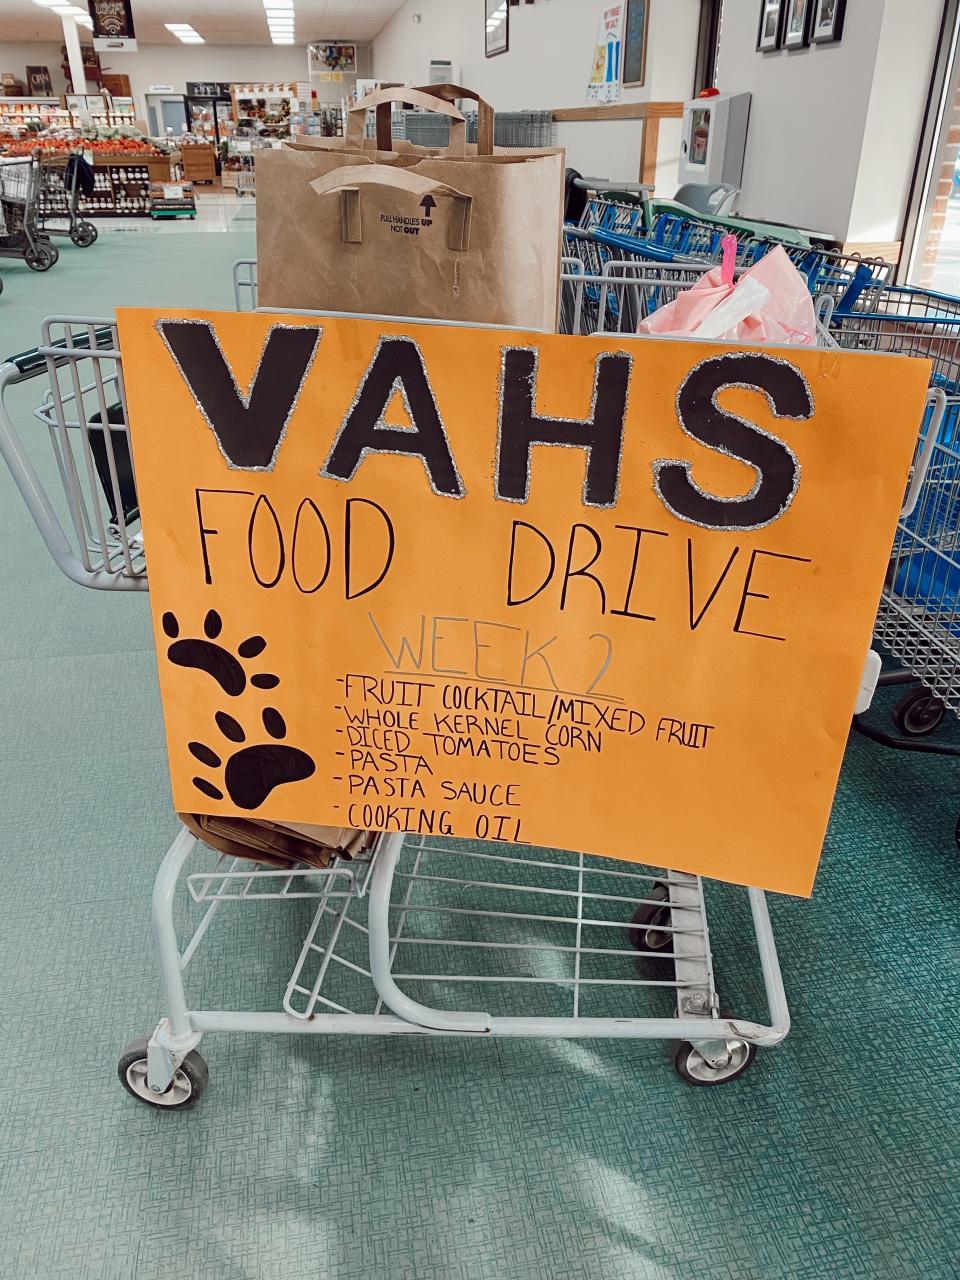 OPEN
PULL HANDLES UP
NOT OUT
VAHS
FOOD DRIVE
WEEK 2
-FRUIT COCKTAIL/MIXED FRUIT
-WHOLE KERNEL CORN
-DICED TOMATOES
-PASTA
-PASTA SAUCE
-COOKING OIL